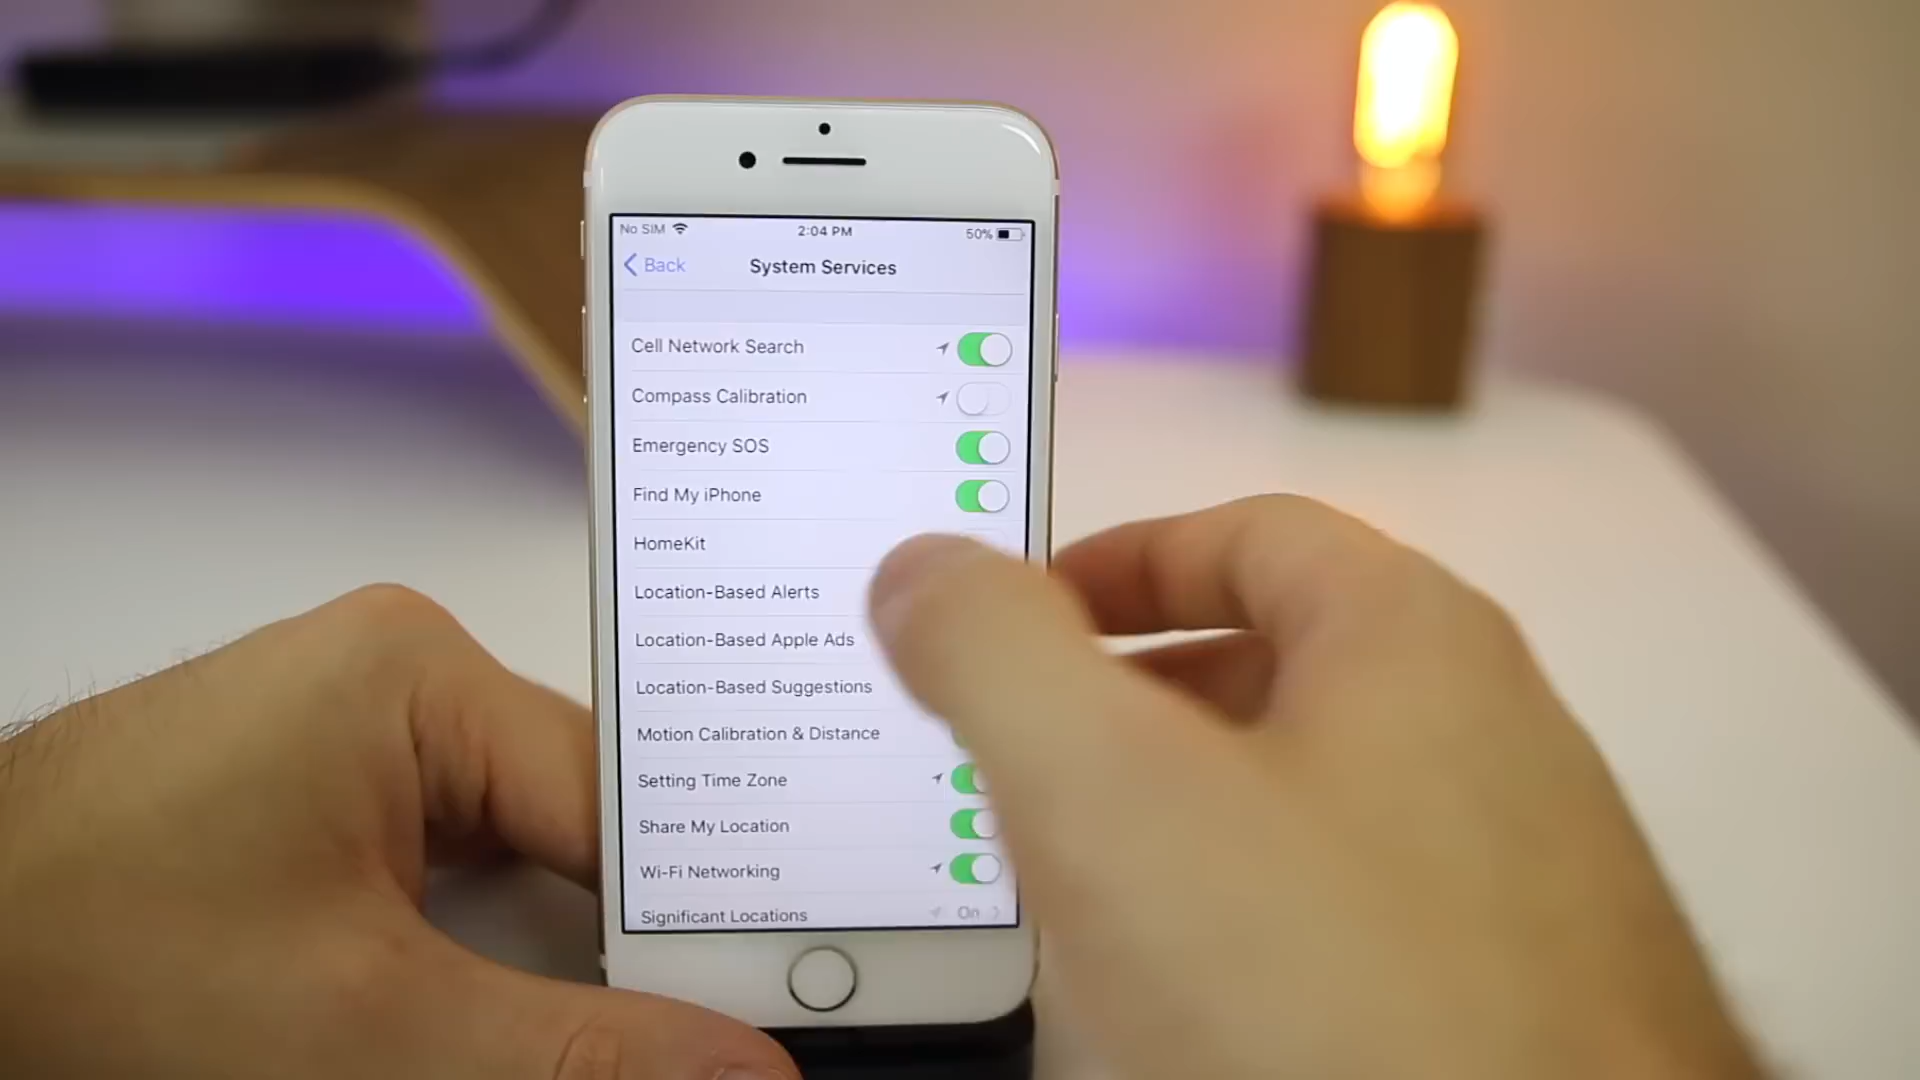 No SIM 2:04 PM 50%
Back System Services
Cell Network Search
Compass Calibration
Emergency SOS
Find My iPhone
HomeKit
Location-Based Alerts
Location-Based Apple Ads
Location-Based Suggestions
Motion Calibration & Distance
Setting Time Zone
Share My Location
Wi-Fi Networking
Significant Locations On